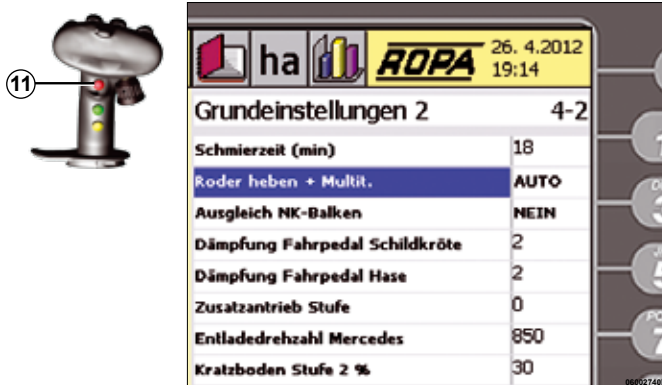 11
ha
ROPA
26. 4.2012
19:14
Grundeinstellungen 2 4-2
Schmierzeit (min) 18
Roder heben + Multit. AUTO
Ausgleich NK-Balken NEIN
Dämpfung Fahrpedal Schildkröte 2
Dämpfung Fahrpedal Hase 2
Zusatzantrieb Stufe 0
Entladedrehzahl Mercedes 850
Kratzboden Stufe 2 % 30